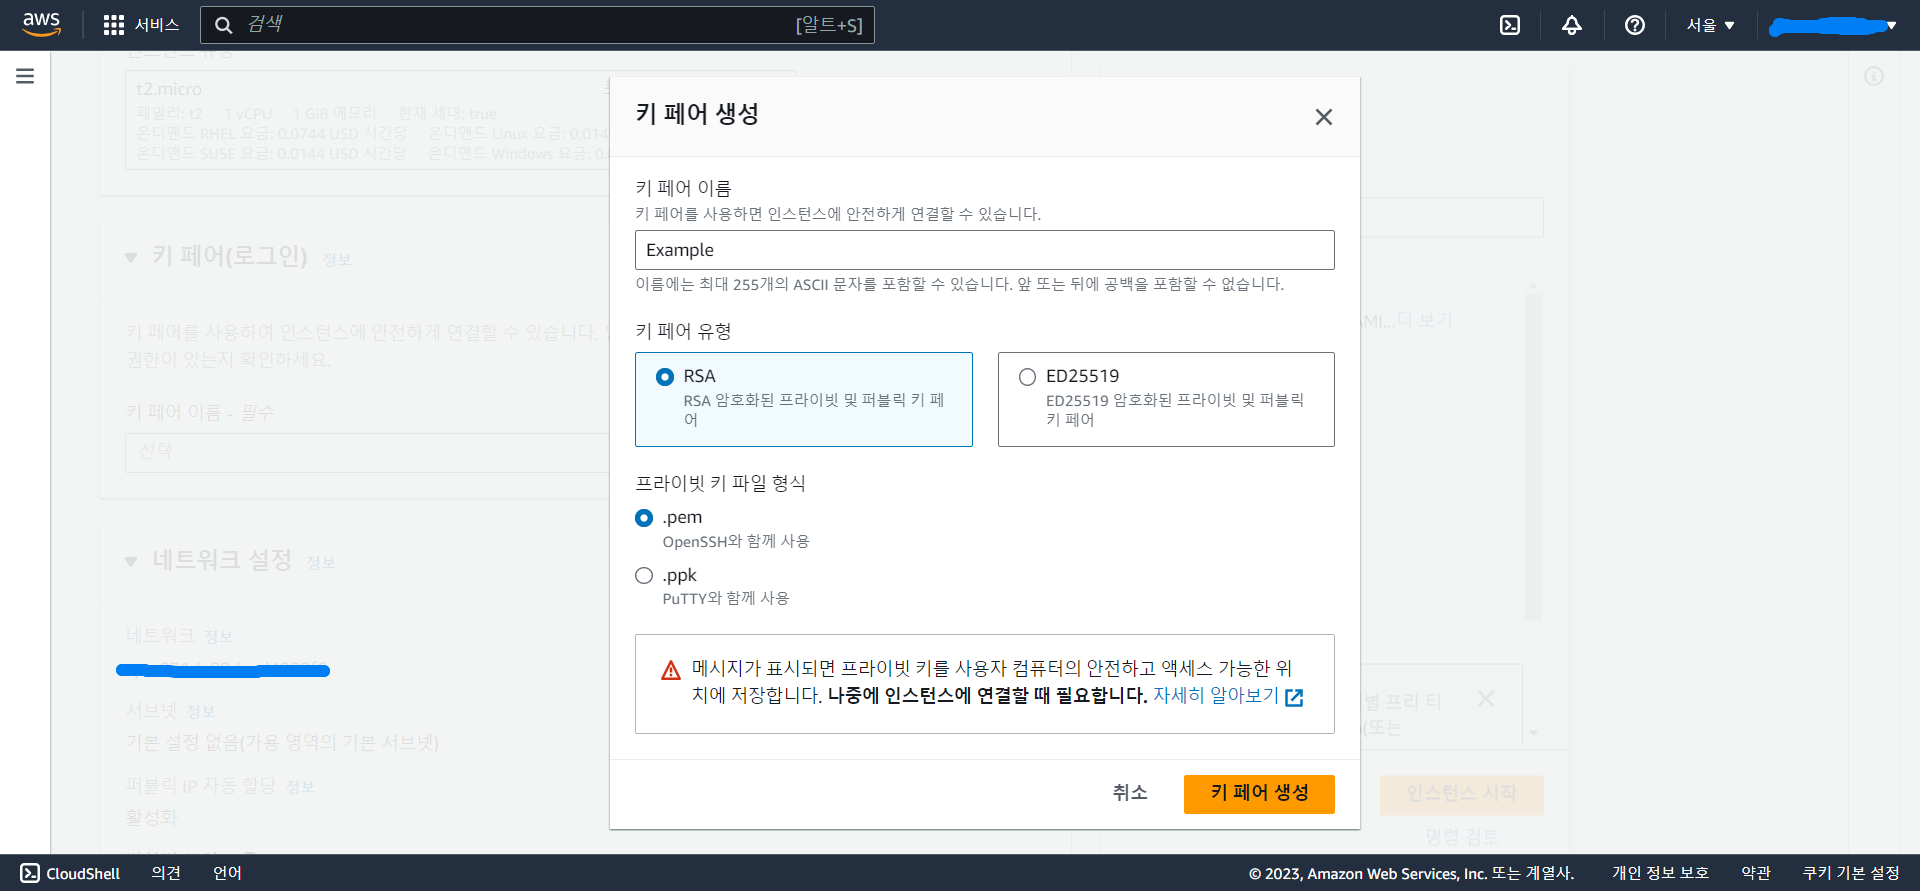 aws
서비스
검색
[알트+S]
서울
t2.micro
패밀리: t2 1 vCPU 1 GiB 메모리 현재 세대: true
온디맨드 RHEL 요금: 0.0744 USD 시간당 온디맨드 Linux 요금: 0.014
온디맨드 SUSE 요금: 0.0144 USD 시간당 온디맨드 Windows 요금: 0.
키 페어(로그인) 정보
키 페어를 사용하여 인스턴스에 안전하게 연결할 수 있습니다.
권한이 있는지 확인하세요.
키 페어 이름 - 필수
선택
네트워크 설정 정보
네트워크 정보
서브넷 정보
기본 설정 없음(가용 영역의 기본 서브넷)
퍼블릭 IP 자동 할당 정보
활성화
키 페어 생성
키 페어 이름
키 페어를 사용하면 인스턴스에 안전하게 연결할 수 있습니다.
Example
이름에는 최대 255개의 ASCII 문자를 포함할 수 있습니다. 앞 또는 뒤에 공백을 포함할 수 없습니다.
키 페어 유형
RSA
RSA 암호화된 프라이빗 및 퍼블릭 키 페
어
ED25519
ED25519 암호화된 프라이빗 및 퍼블릭
키 페어
프라이빗 키 파일 형식
.pem
OpenSSH와 함께 사용
.ppk
PuTTY와 함께 사용
메시지가 표시되면 프라이빗 키를 사용자 컴퓨터의 안전하고 액세스 가능한 위
치에 저장합니다. 나중에 인스턴스에 연결할 때 필요합니다. 자세히 알아보기
취소
키 페어 생성
AMI...더 보기
별 프리 티
(또는
인스턴스 시작
명령 검토
CloudShell
의견
언어
© 2023, Amazon Web Services, Inc. 또는 계열사.
개인 정보 보호
약관
쿠키 기본 설정